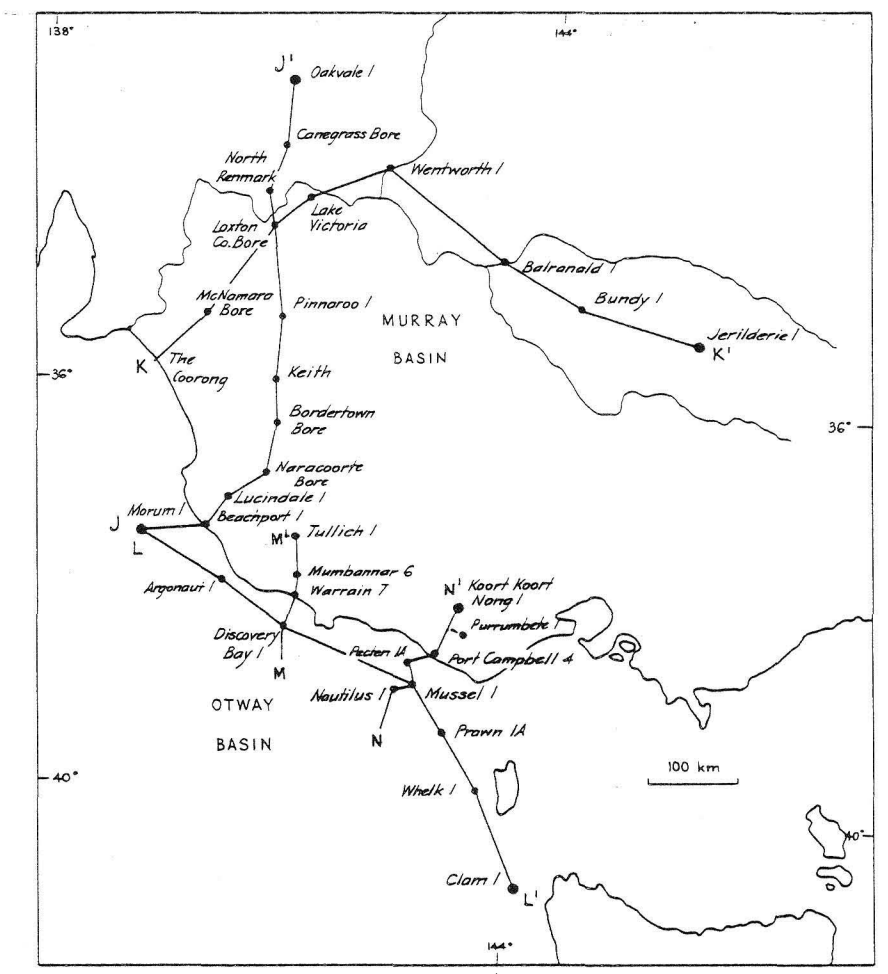 138°
144°
J'
Oakvale 1
Canegrass Bore
North
Renmark
Wentworth 1
Lake
Victoria
Loxton
Co. Bore
Balranald 1
McNamara
Bore
Pinnaroo 1
Bundy 1
MURRAY
BASIN
Jerilderie 1
K'
K
The
Coorong
36°
Keith
36°
Bordertown
Bore
Naracoorte
Bore
Lucindale 1
Morum 1
Beachport 1
J
L
M'
Tullich 1
Argonaut 1
Mumbannar 6
Warrain 7
N'
Koort Koort
Nong 1
Purrumbete 1
Discovery
Bay 1
Pecten 1A
Port Campbell 4
M
Nautilus 1
Mussel 1
OTWAY
BASIN
N
Prawn 1A
100 km
40°
Whelk 1
40°
Clam 1
L'
144°